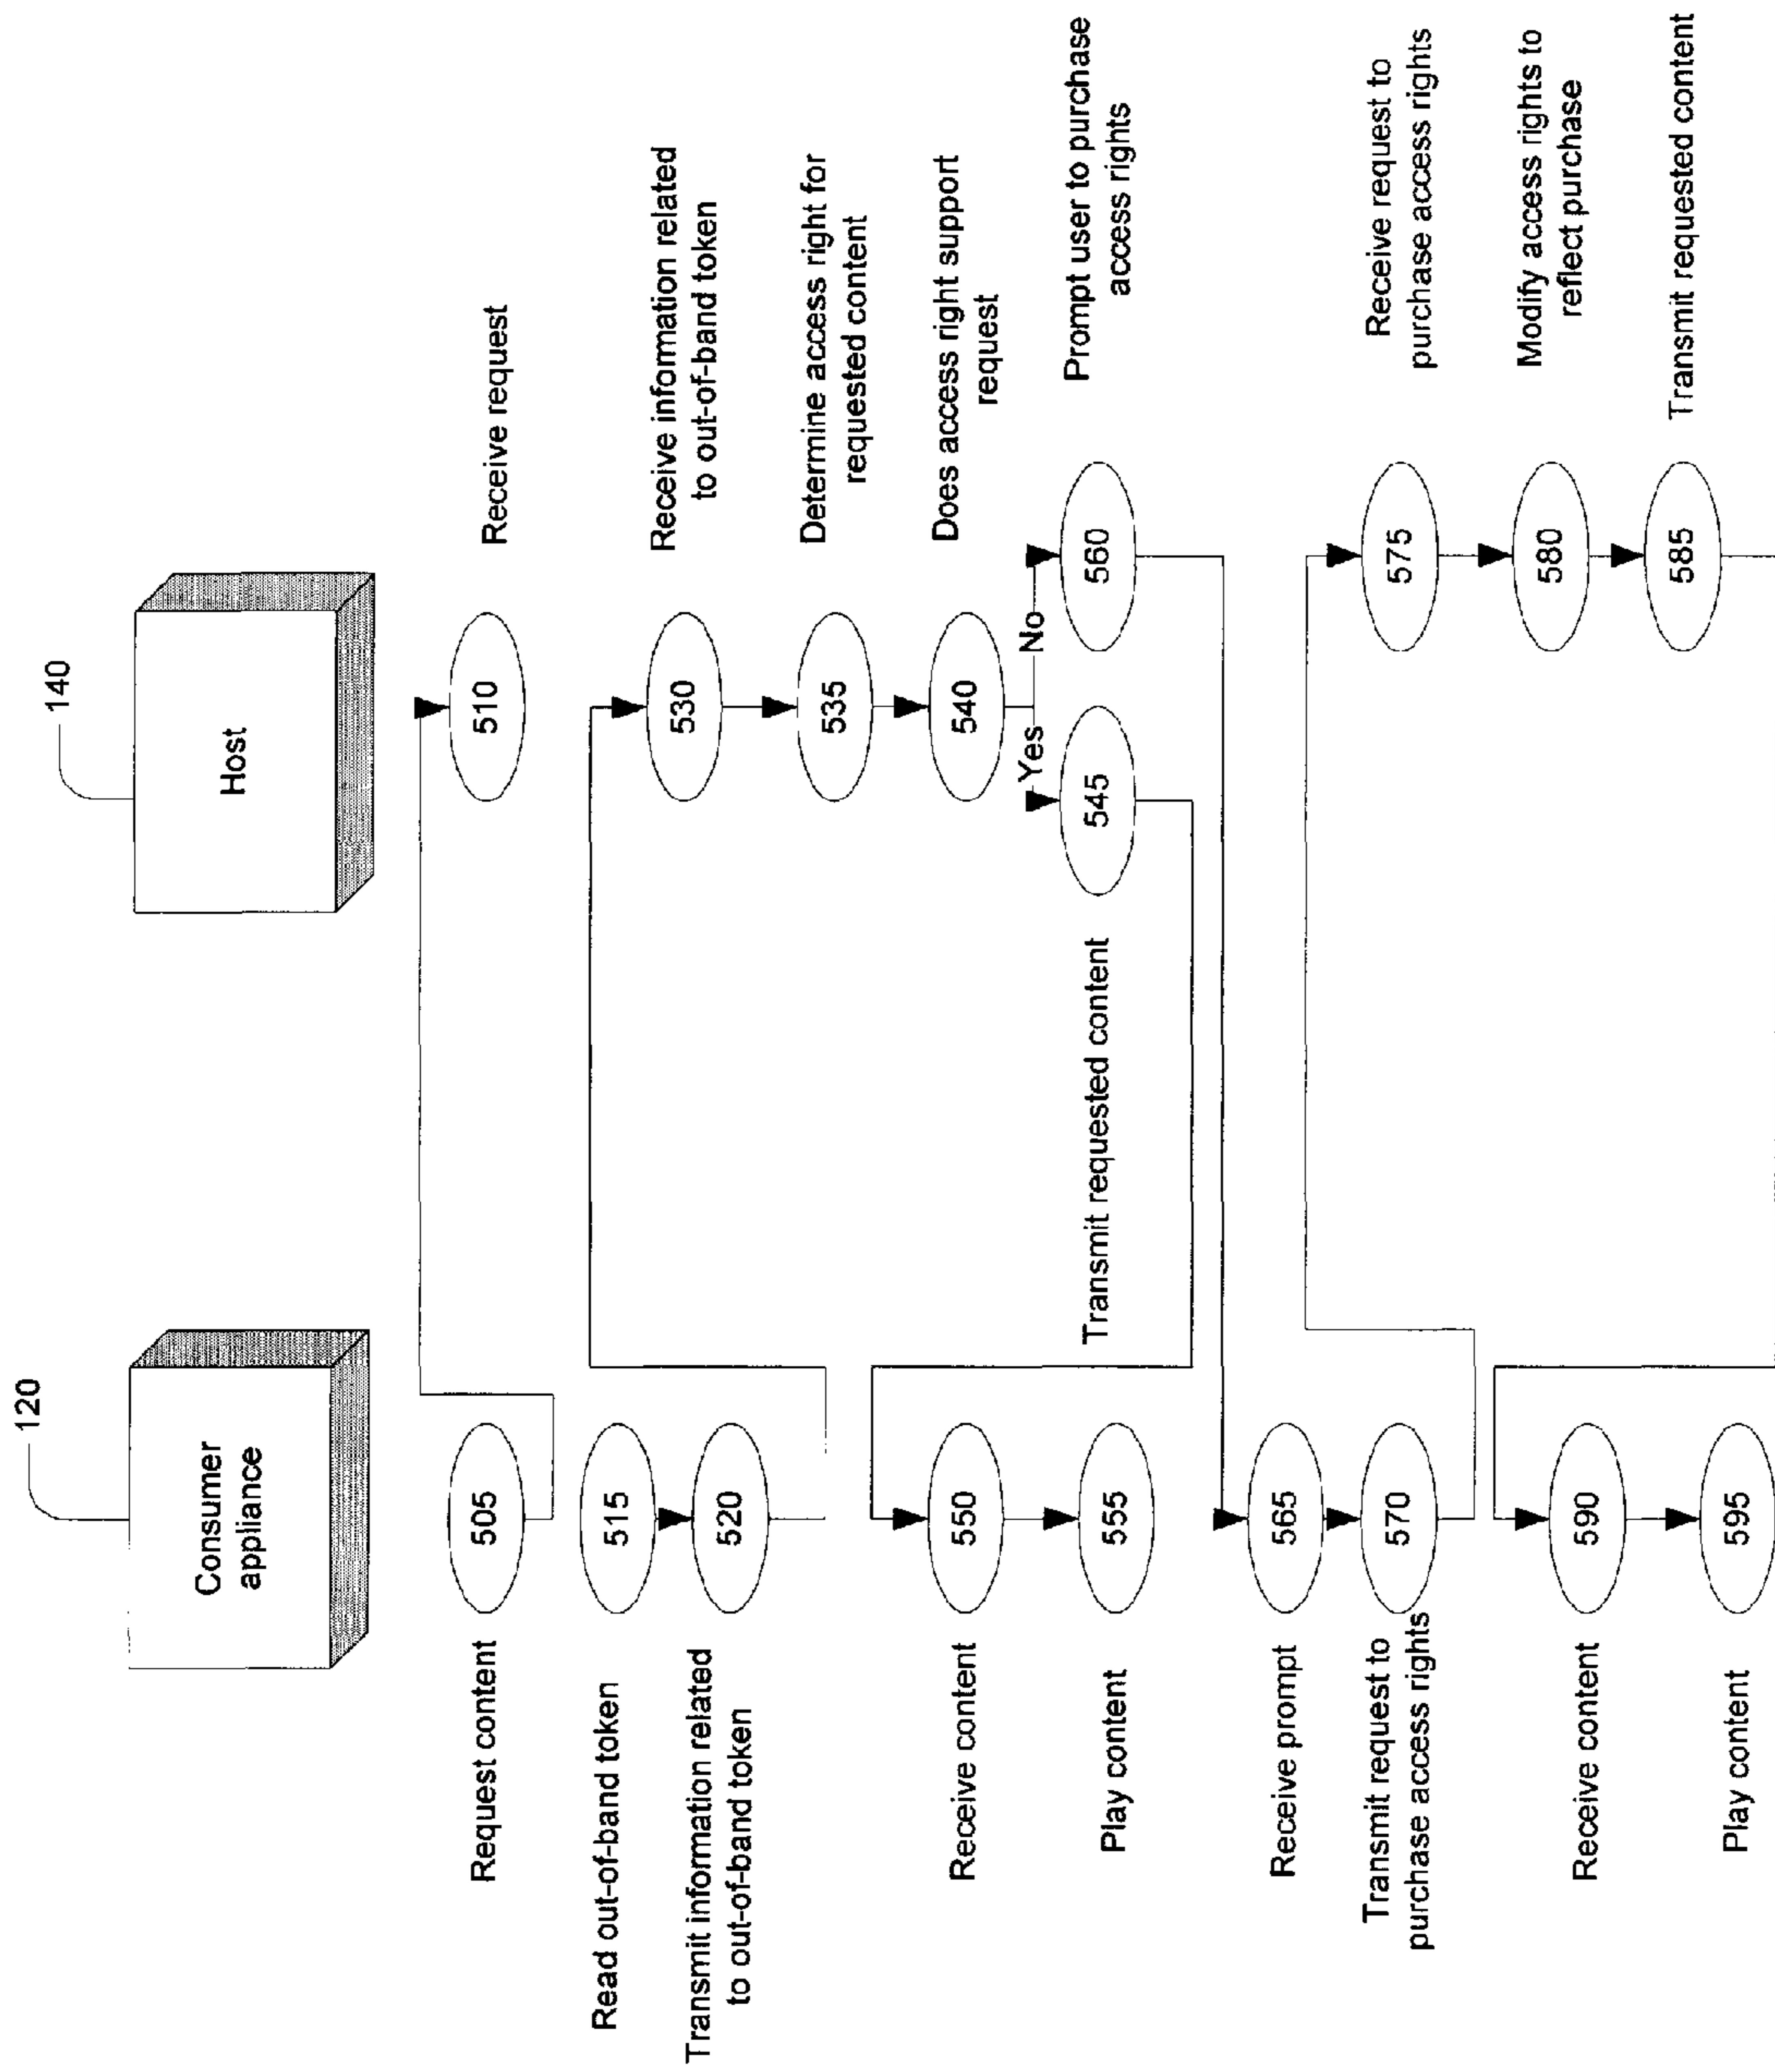 120
Consumer
appliance
140
Host
Request content
505
510
Receive request
Read out-of-band token
515
Transmit information related
to out-of-band token
520
530
Receive information related
to out-of-band token
535
Determine access right for
requested content
540
Does access right support
request
Yes
No
Receive content
550
Transmit requested content
545
560
Prompt user to purchase
access rights
Play content
555
Receive prompt
565
Transmit request to
purchase access rights
570
575
Receive request to
purchase access rights
580
Modify access rights to
reflect purchase
Receive content
590
585
Transmit requested content
Play content
595